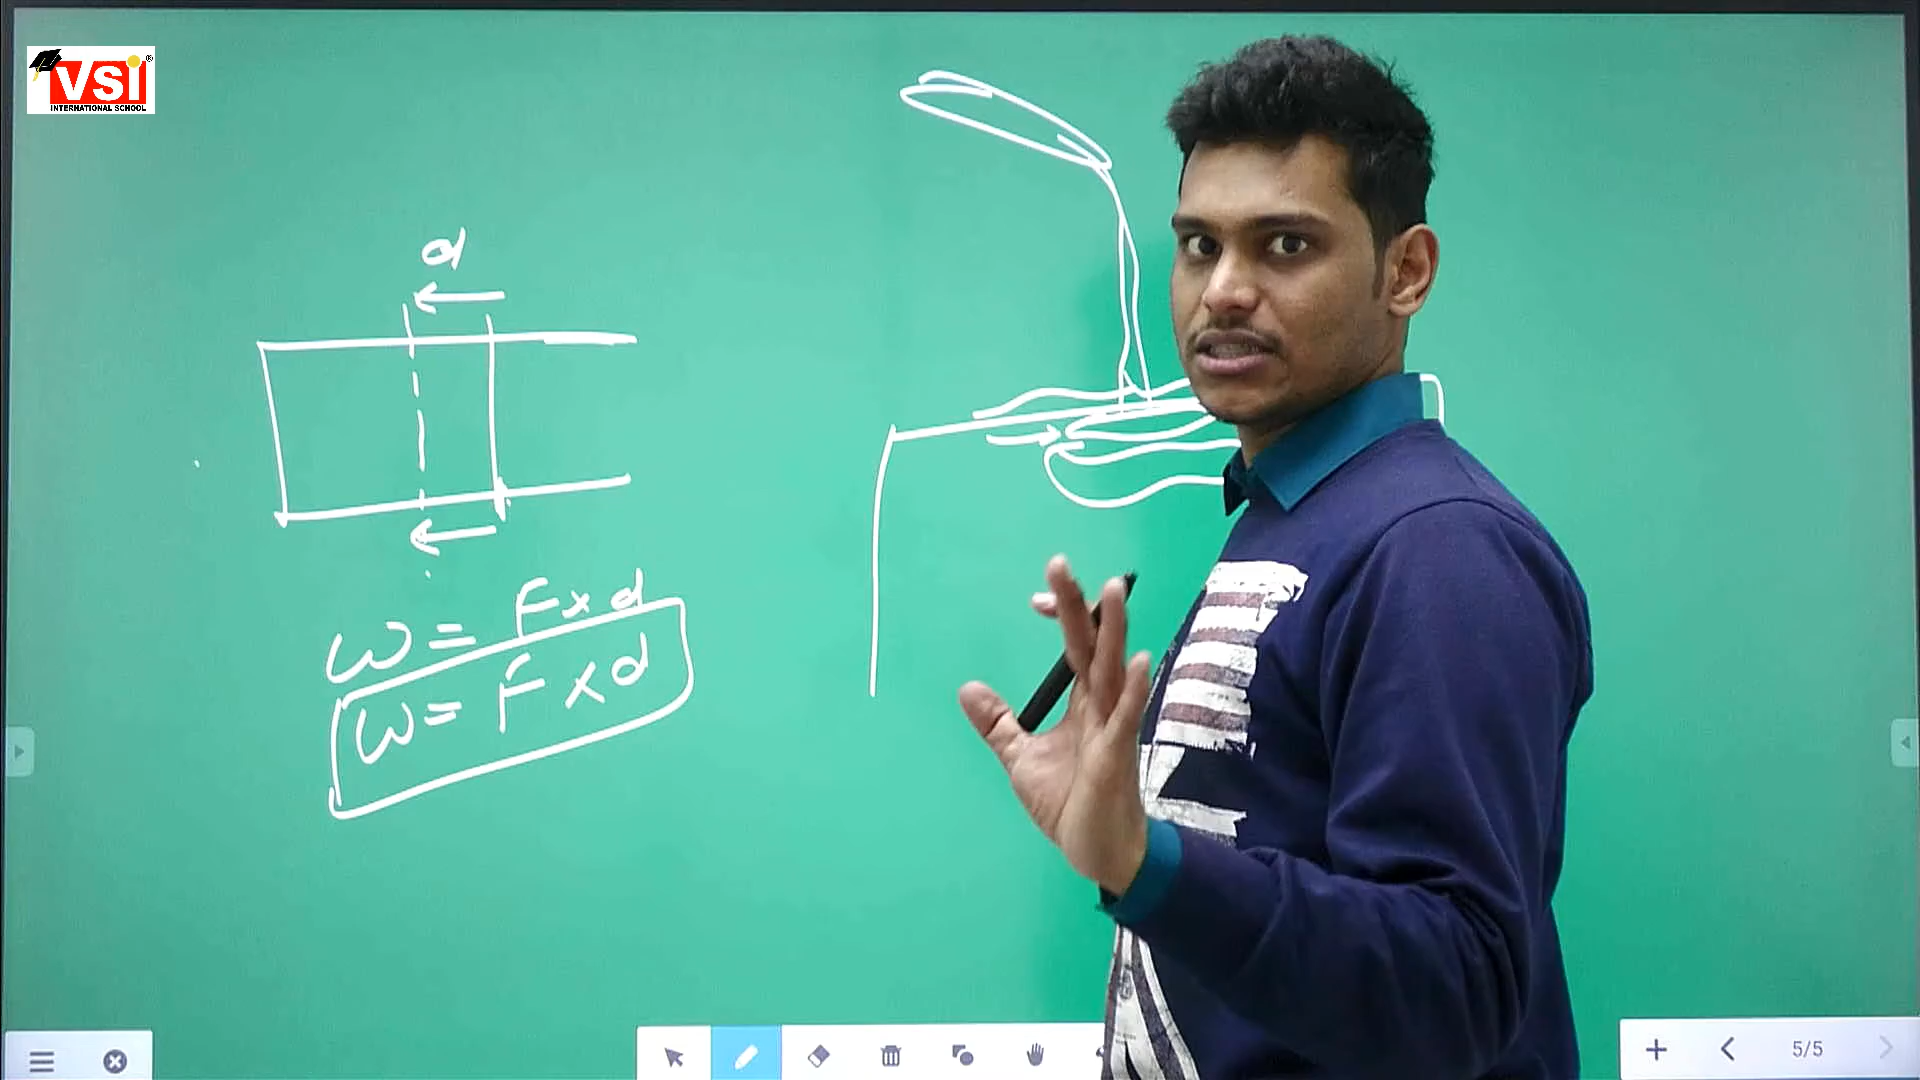 VSI
INTERNATIONAL SCHOOL
d
W = F x d
W = F x d
5/5